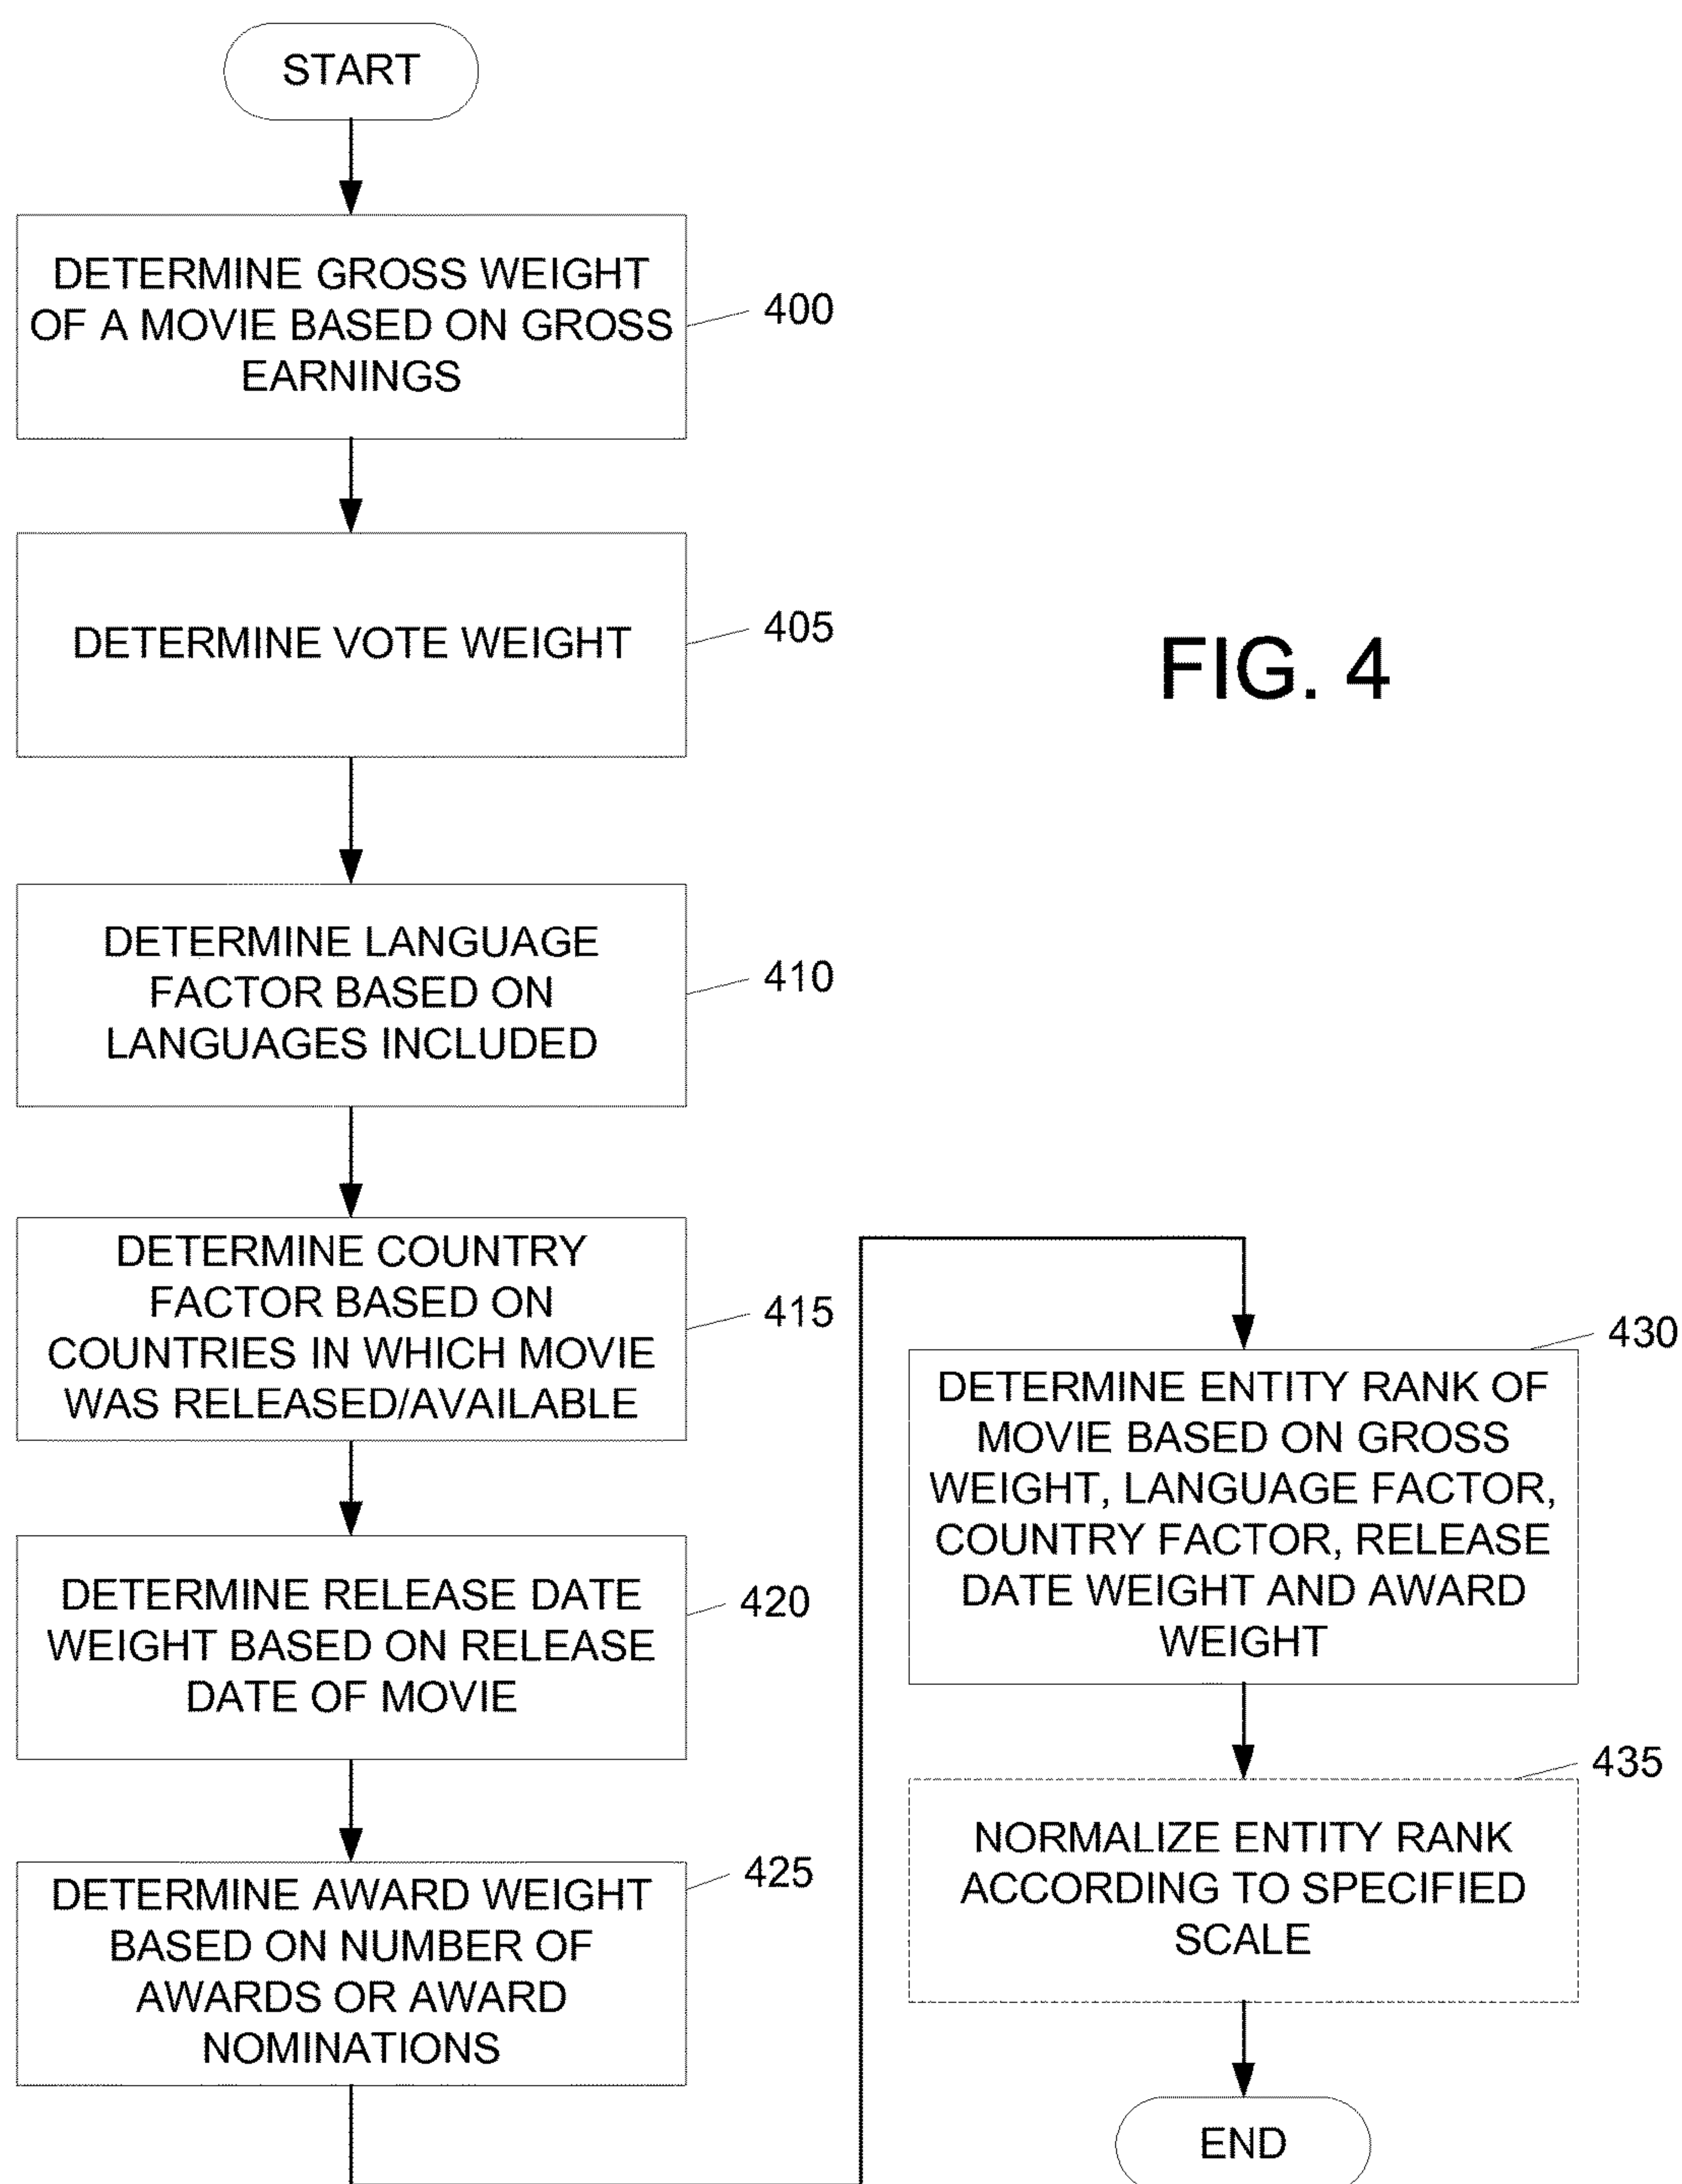 START
DETERMINE GROSS WEIGHT
OF A MOVIE BASED ON GROSS
EARNINGS
400
DETERMINE VOTE WEIGHT
405
FIG. 4
DETERMINE LANGUAGE
FACTOR BASED ON
LANGUAGES INCLUDED
410
DETERMINE COUNTRY
FACTOR BASED ON
COUNTRIES IN WHICH MOVIE
WAS RELEASED/AVAILABLE
415
DETERMINE RELEASE DATE
WEIGHT BASED ON RELEASE
DATE OF MOVIE
420
DETERMINE AWARD WEIGHT
BASED ON NUMBER OF
AWARDS OR AWARD
NOMINATIONS
425
430
DETERMINE ENTITY RANK OF
MOVIE BASED ON GROSS
WEIGHT, LANGUAGE FACTOR,
COUNTRY FACTOR, RELEASE
DATE WEIGHT AND AWARD
WEIGHT
435
NORMALIZE ENTITY RANK
ACCORDING TO SPECIFIED
SCALE
END